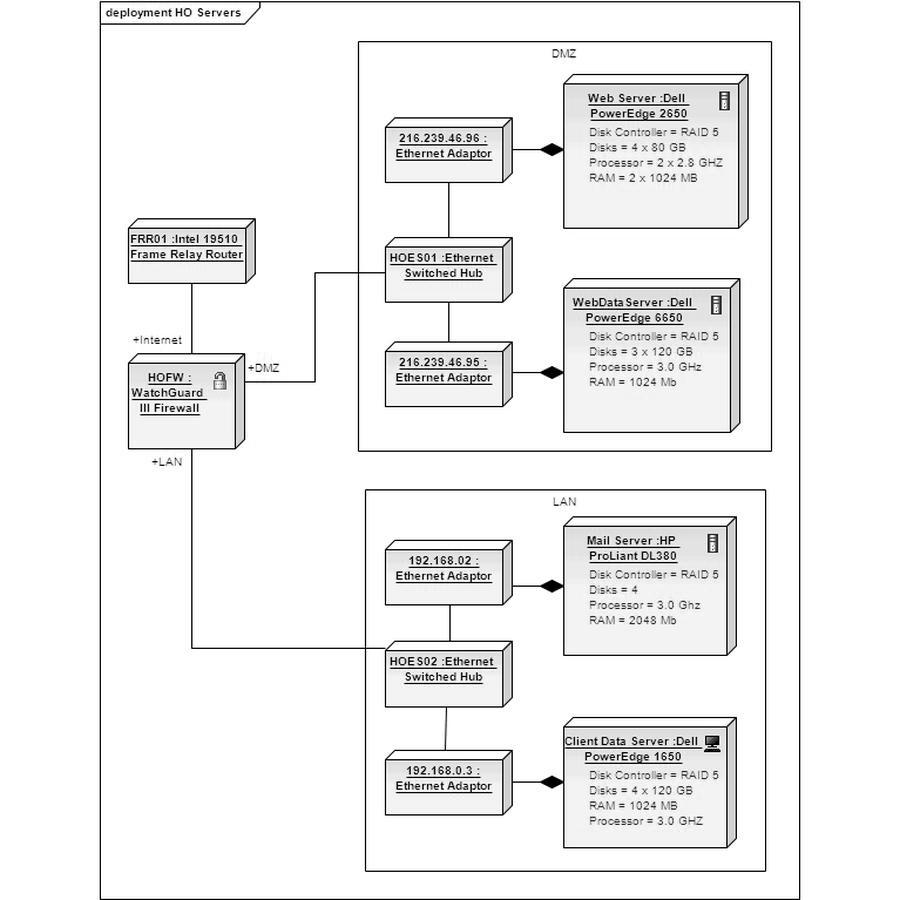 deployment HO Servers
DMZ
Web Server :Dell
PowerEdge 2650
Disk Controller = RAID 5
Disks = 4 x 80 GB
Processor = 2 x 2.8 GHZ
RAM = 2 x 1024 MB
216.239.46.96 :
Ethernet Adaptor
FRR01 :Intel 19510
Frame Relay Router
HOES01 :Ethernet
Switched Hub
WebDataServer :Dell
PowerEdge 6650
Disk Controller = RAID 5
Disks = 3 x 120 GB
Processor = 3.0 GHz
RAM = 1024 Mb
+Internet
216.239.46.95 :
Ethernet Adaptor
+DMZ
HOFW :
WatchGuard
III Firewall
+LAN
LAN
Mail Server :HP
ProLiant DL380
Disk Controller = RAID 5
Disks = 4
Processor = 3.0 Ghz
RAM = 2048 Mb
192.168.02 :
Ethernet Adaptor
HOES02 :Ethernet
Switched Hub
Client Data Server :Dell
PowerEdge 1650
Disk Controller = RAID 5
Disks = 4 x 120 GB
RAM = 1024 MB
Processor = 3.0 GHZ
192.168.0.3 :
Ethernet Adaptor